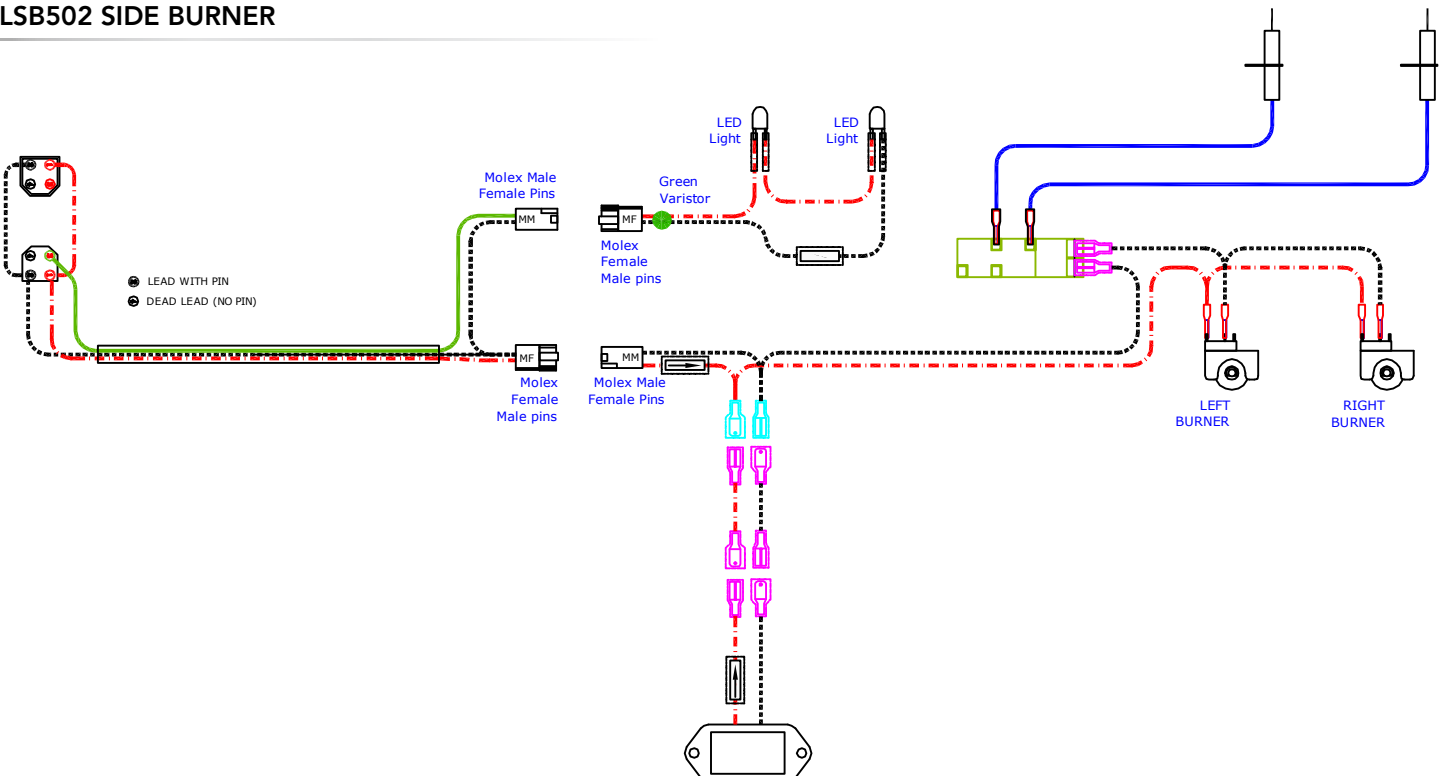 LSB502 SIDE BURNER
LED
Light
LED
Light
Molex Male
Female Pins
Green
Varistor
MM
MF
Molex
Female
Male pins
LEAD WITH PIN
DEAD LEAD (NO PIN)
MF
MM
Molex
Female
Male pins
Molex Male
Female Pins
LEFT
BURNER
RIGHT
BURNER